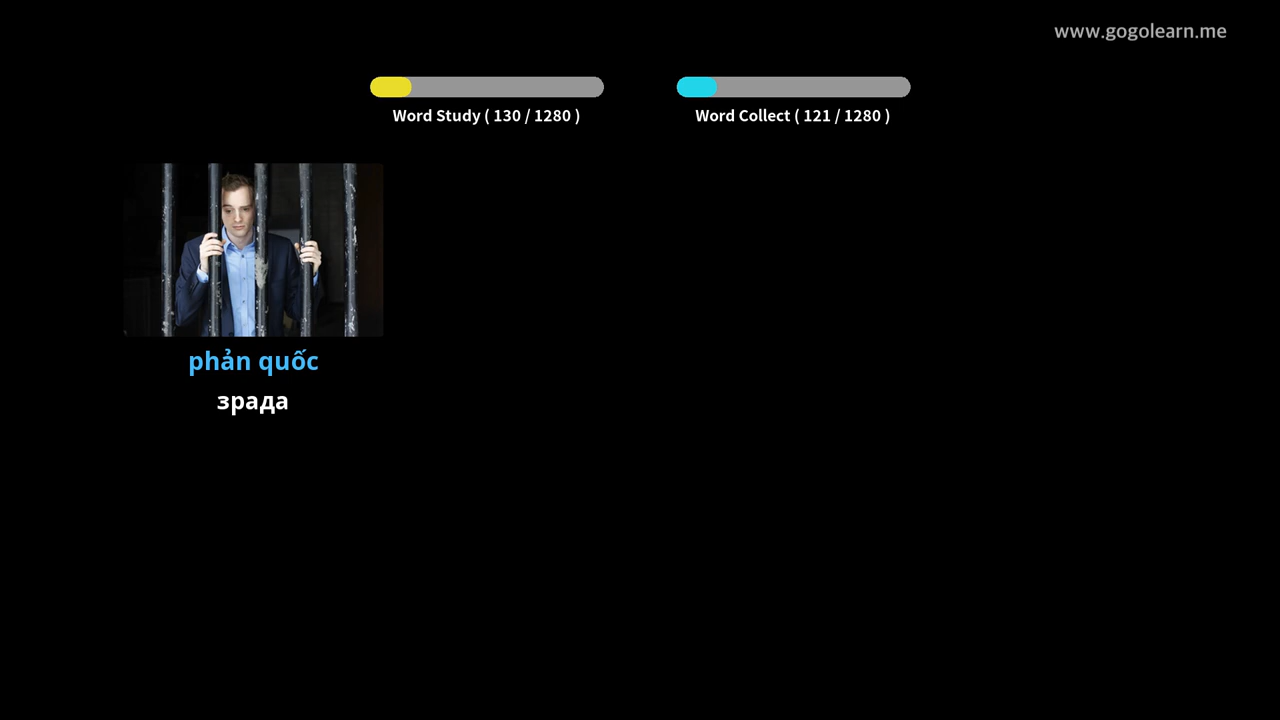 www.gogolearn.me
Word Study ( 130 / 1280 )
Word Collect ( 121 / 1280 )
phản quốc
зрада